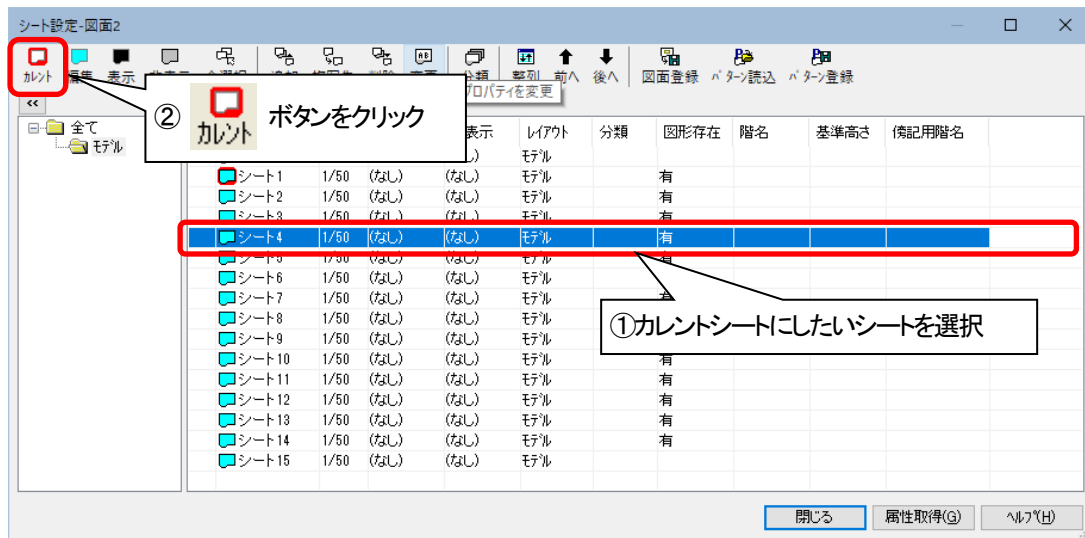 シート設定-図面2
カレント 編集 表示 図面登録 パターン読込 パターン登録
前へ 後へ
プロパティを変更
<<
全て
モデル
② カレント ボタンをクリック
表示 レイアウト 分類 図形存在 階名 基準高さ 傍記用階名
モデル
シート1 1/50 (なし) (なし) モデル 有
シート2 1/50 (なし) (なし) モデル 有
シート3 1/50 (なし) (なし) モデル 有
シート4 1/50 (なし) (なし) モデル 有
シート5 1/50 (なし) (なし) モデル 有
シート6 1/50 (なし) (なし) モデル
シート7 1/50 (なし) (なし) モデル
シート8 1/50 (なし) (なし) モデル
シート9 1/50 (なし) (なし) モデル
シート10 1/50 (なし) (なし) モデル 有
シート11 1/50 (なし) (なし) モデル 有
シート12 1/50 (なし) (なし) モデル 有
シート13 1/50 (なし) (なし) モデル 有
シート14 1/50 (なし) (なし) モデル 有
シート15 1/50 (なし) (なし) モデル
①カレントシートにしたいシートを選択
閉じる 属性取得(G) ヘルプ(H)